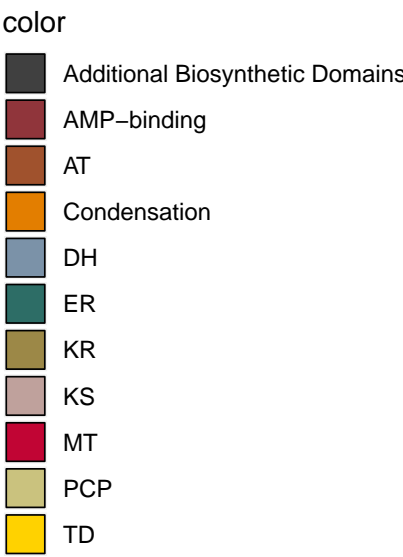 color
Additional Biosynthetic Domains
AMP−binding
AT
Condensation
DH
ER
KR
KS
MT
PCP
TD